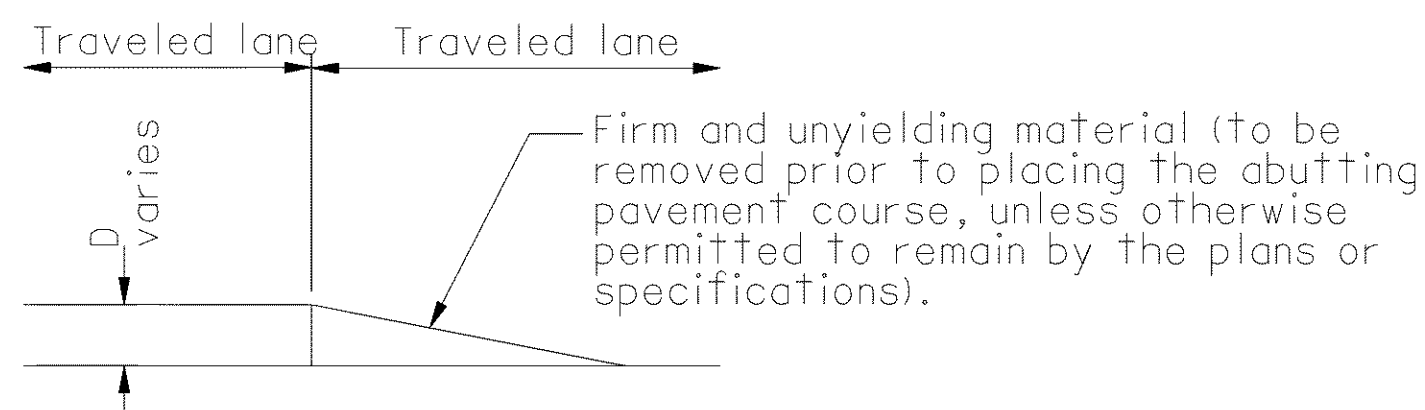 Traveled lane Traveled lane
Firm and unyielding material (to be
removed prior to placing the abutting
pavement course, unless otherwise
permitted to remain by the plans or
specifications).
D
varies